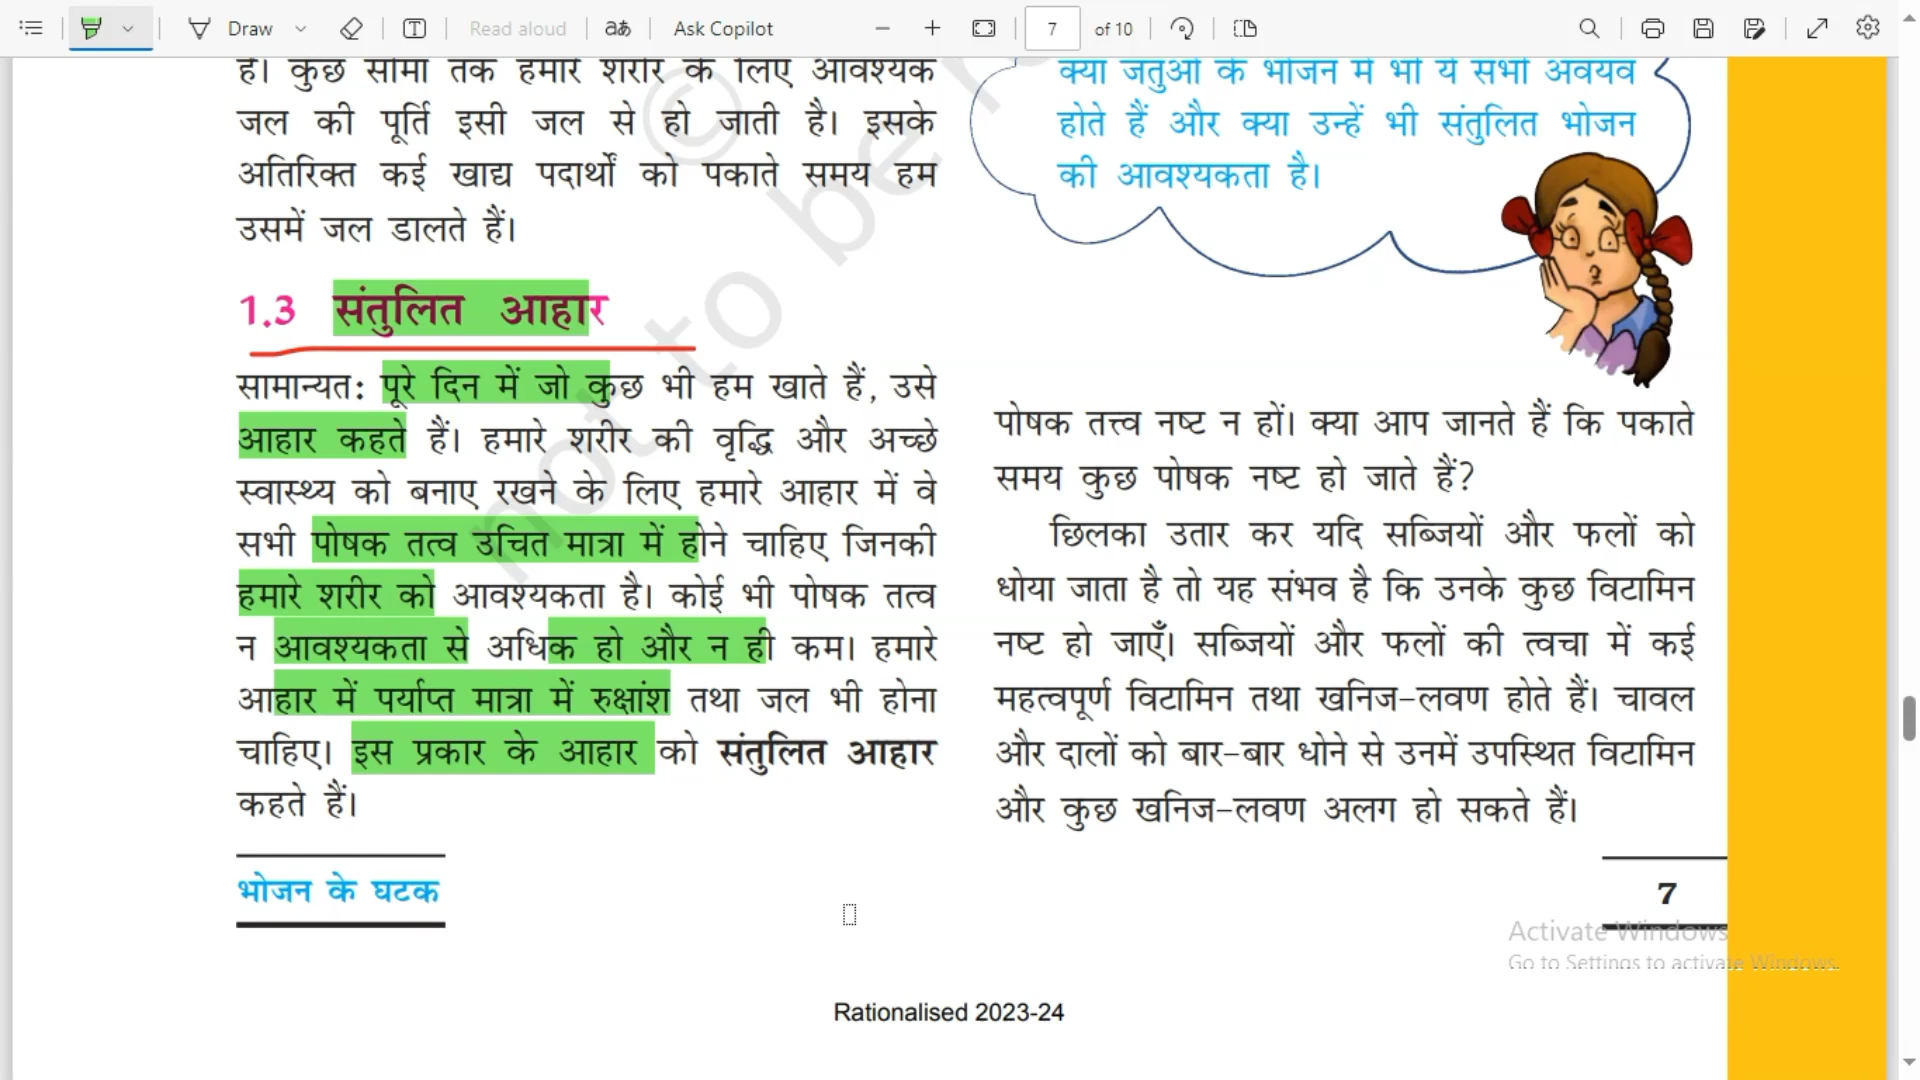 Draw
Read aloud
aあ
Ask Copilot
7
of 10
है। कुछ सीमा तक हमारे शरीर के लिए आवश्यक
जल की पूर्ति इसी जल से हो जाती है। इसके
अतिरिक्त कई खाद्य पदार्थों को पकाते समय हम
उसमें जल डालते हैं।
1.3 संतुलित आहार
सामान्यत: पूरे दिन में जो कुछ भी हम खाते हैं, उसे
आहार कहते हैं। हमारे शरीर की वृद्धि और अच्छे
स्वास्थ्य को बनाए रखने के लिए हमारे आहार में वे
सभी पोषक तत्व उचित मात्रा में होने चाहिए जिनकी
हमारे शरीर को आवश्यकता है। कोई भी पोषक तत्व
न आवश्यकता से अधिक हो और न ही कम। हमारे
आहार में पर्याप्त मात्रा में रुक्षांश तथा जल भी होना
चाहिए। इस प्रकार के आहार को संतुलित आहार
कहते हैं।
क्या जंतुओं के भोजन में भी ये सभी अवयव
होते हैं और क्या उन्हें भी संतुलित भोजन
की आवश्यकता है।
पोषक तत्त्व नष्ट न हों। क्या आप जानते हैं कि पकाते
समय कुछ पोषक नष्ट हो जाते हैं?
छिलका उतार कर यदि सब्जियों और फलों को
धोया जाता है तो यह संभव है कि उनके कुछ विटामिन
नष्ट हो जाएँ। सब्जियों और फलों की त्वचा में कई
महत्वपूर्ण विटामिन तथा खनिज-लवण होते हैं। चावल
और दालों को बार-बार धोने से उनमें उपस्थित विटामिन
और कुछ खनिज-लवण अलग हो सकते हैं।
भोजन के घटक
7
Activate Windows
Go to Settings to activate Windows.
Rationalised 2023-24
© not to be r